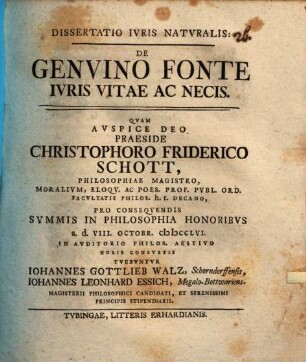 DISSERTATIO IVRIS NATVRALIS: 26.
DE
GENVINO FONTE
IVRIS VITAE AC NECIS.
QVAM
AVSPICE DEO
PRAESIDE
CHRISTOPHORO FRIDERICO
SCHOTT,
PHILOSOPHIAE MAGISTRO,
MORALIVM, ELOQV. AC POES. PROF. PVBL. ORD.
FACVLTATIS PHILOS. h. t. DECANO,
PRO CONSEQVENDIS
SVMMIS IN PHILOSOPHIA HONORIBVS
a. d. VIII. OCTOBR. cIↃIↃccLVI.
IN AVDITORIO PHILOS. AESTIVO
HORIS CONSVETIS
TVEBVNTVR
IOHANNES GOTTLIEB WALZ, Schorndorffensis,
IOHANNES LEONHARD ESSICH, Megalo-Bottwariens-
MAGISTERII PHILOSOPHICI CANDIDATI, ET SERENISSIMI
PRINCIPIS STIPENDIARII.
TVBINGAE, LITTERIS ERHARDIANIS.